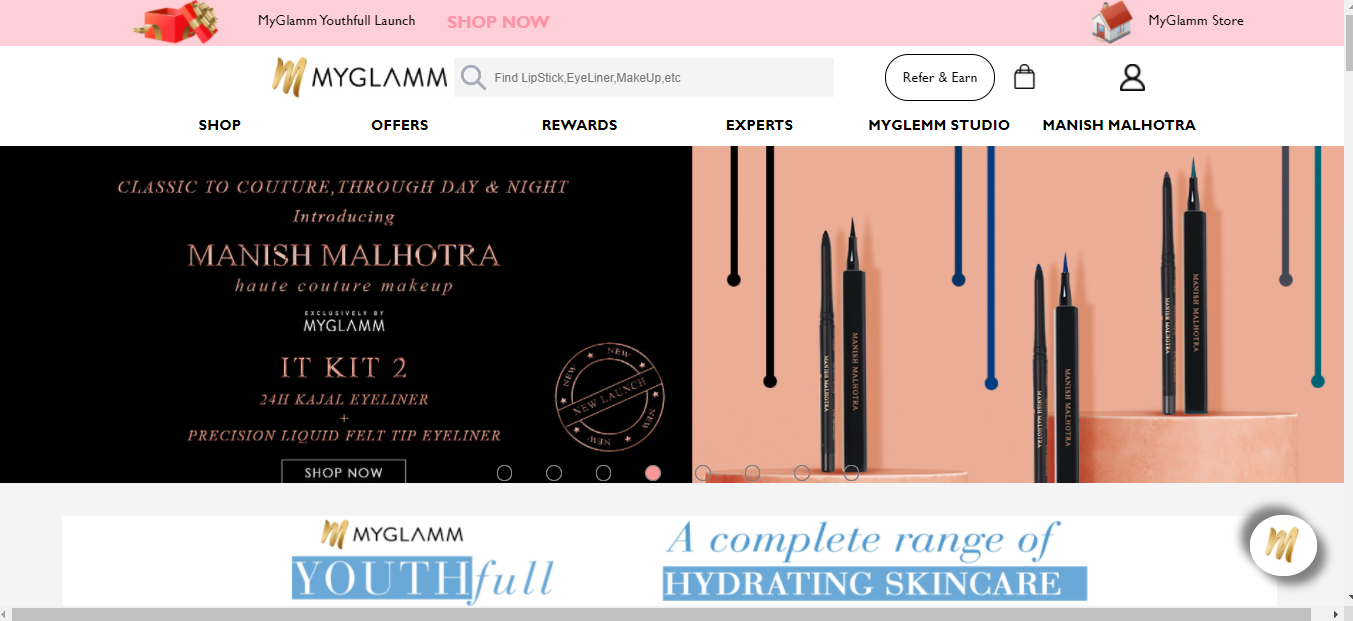 MyGlamm Youthfull Launch SHOP NOW MyGlamm Store
MYGLAMM Find LipStick,EyeLiner,MakeUp,etc Refer & Earn
SHOP OFFERS REWARDS EXPERTS MYGLEMM STUDIO MANISH MALHOTRA
CLASSIC TO COUTURE,THROUGH DAY & NIGHT
Introducing
MANISH MALHOTRA
haute couture makeup
EXCLUSIVELY BY
MYGLAMM
IT KIT 2
24H KAJAL EYELINER
+
PRECISION LIQUID FELT TIP EYELINER
SHOP NOW
NEW
NEW
NEW LAUNCH
NEW
NEW
MANISH MALHOTRA
MANISH MALHOTRA
MANISH MALHOTRA
MANISH MALHOTRA
MANISH MALHOTRA
MANISH MALHOTRA
MYGLAMM
YOUTHfull
A complete range of
HYDRATING SKINCARE